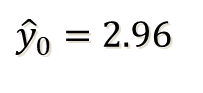 ŷ₀ = 2.96